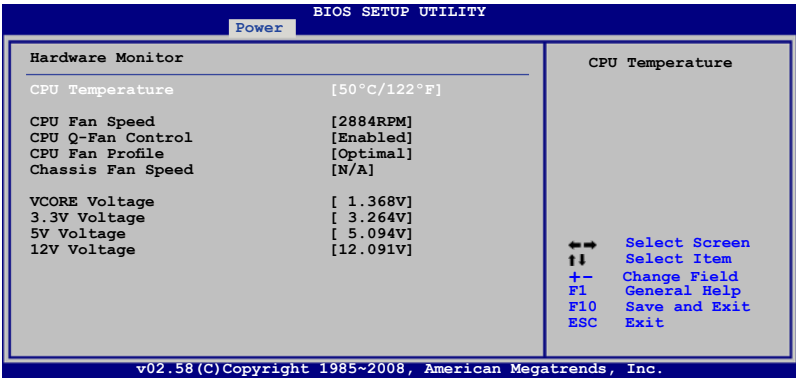 BIOS SETUP UTILITY
Power
Hardware Monitor
CPU Temperature [50°C/122°F]
CPU Fan Speed [2884RPM]
CPU Q-Fan Control [Enabled]
CPU Fan Profile [Optimal]
Chassis Fan Speed [N/A]
VCORE Voltage [ 1.368V]
3.3V Voltage [ 3.264V]
5V Voltage [ 5.094V]
12V Voltage [12.091V]
CPU Temperature
←→ Select Screen
↑↓ Select Item
+- Change Field
F1 General Help
F10 Save and Exit
ESC Exit
v02.58(C)Copyright 1985~2008, American Megatrends, Inc.